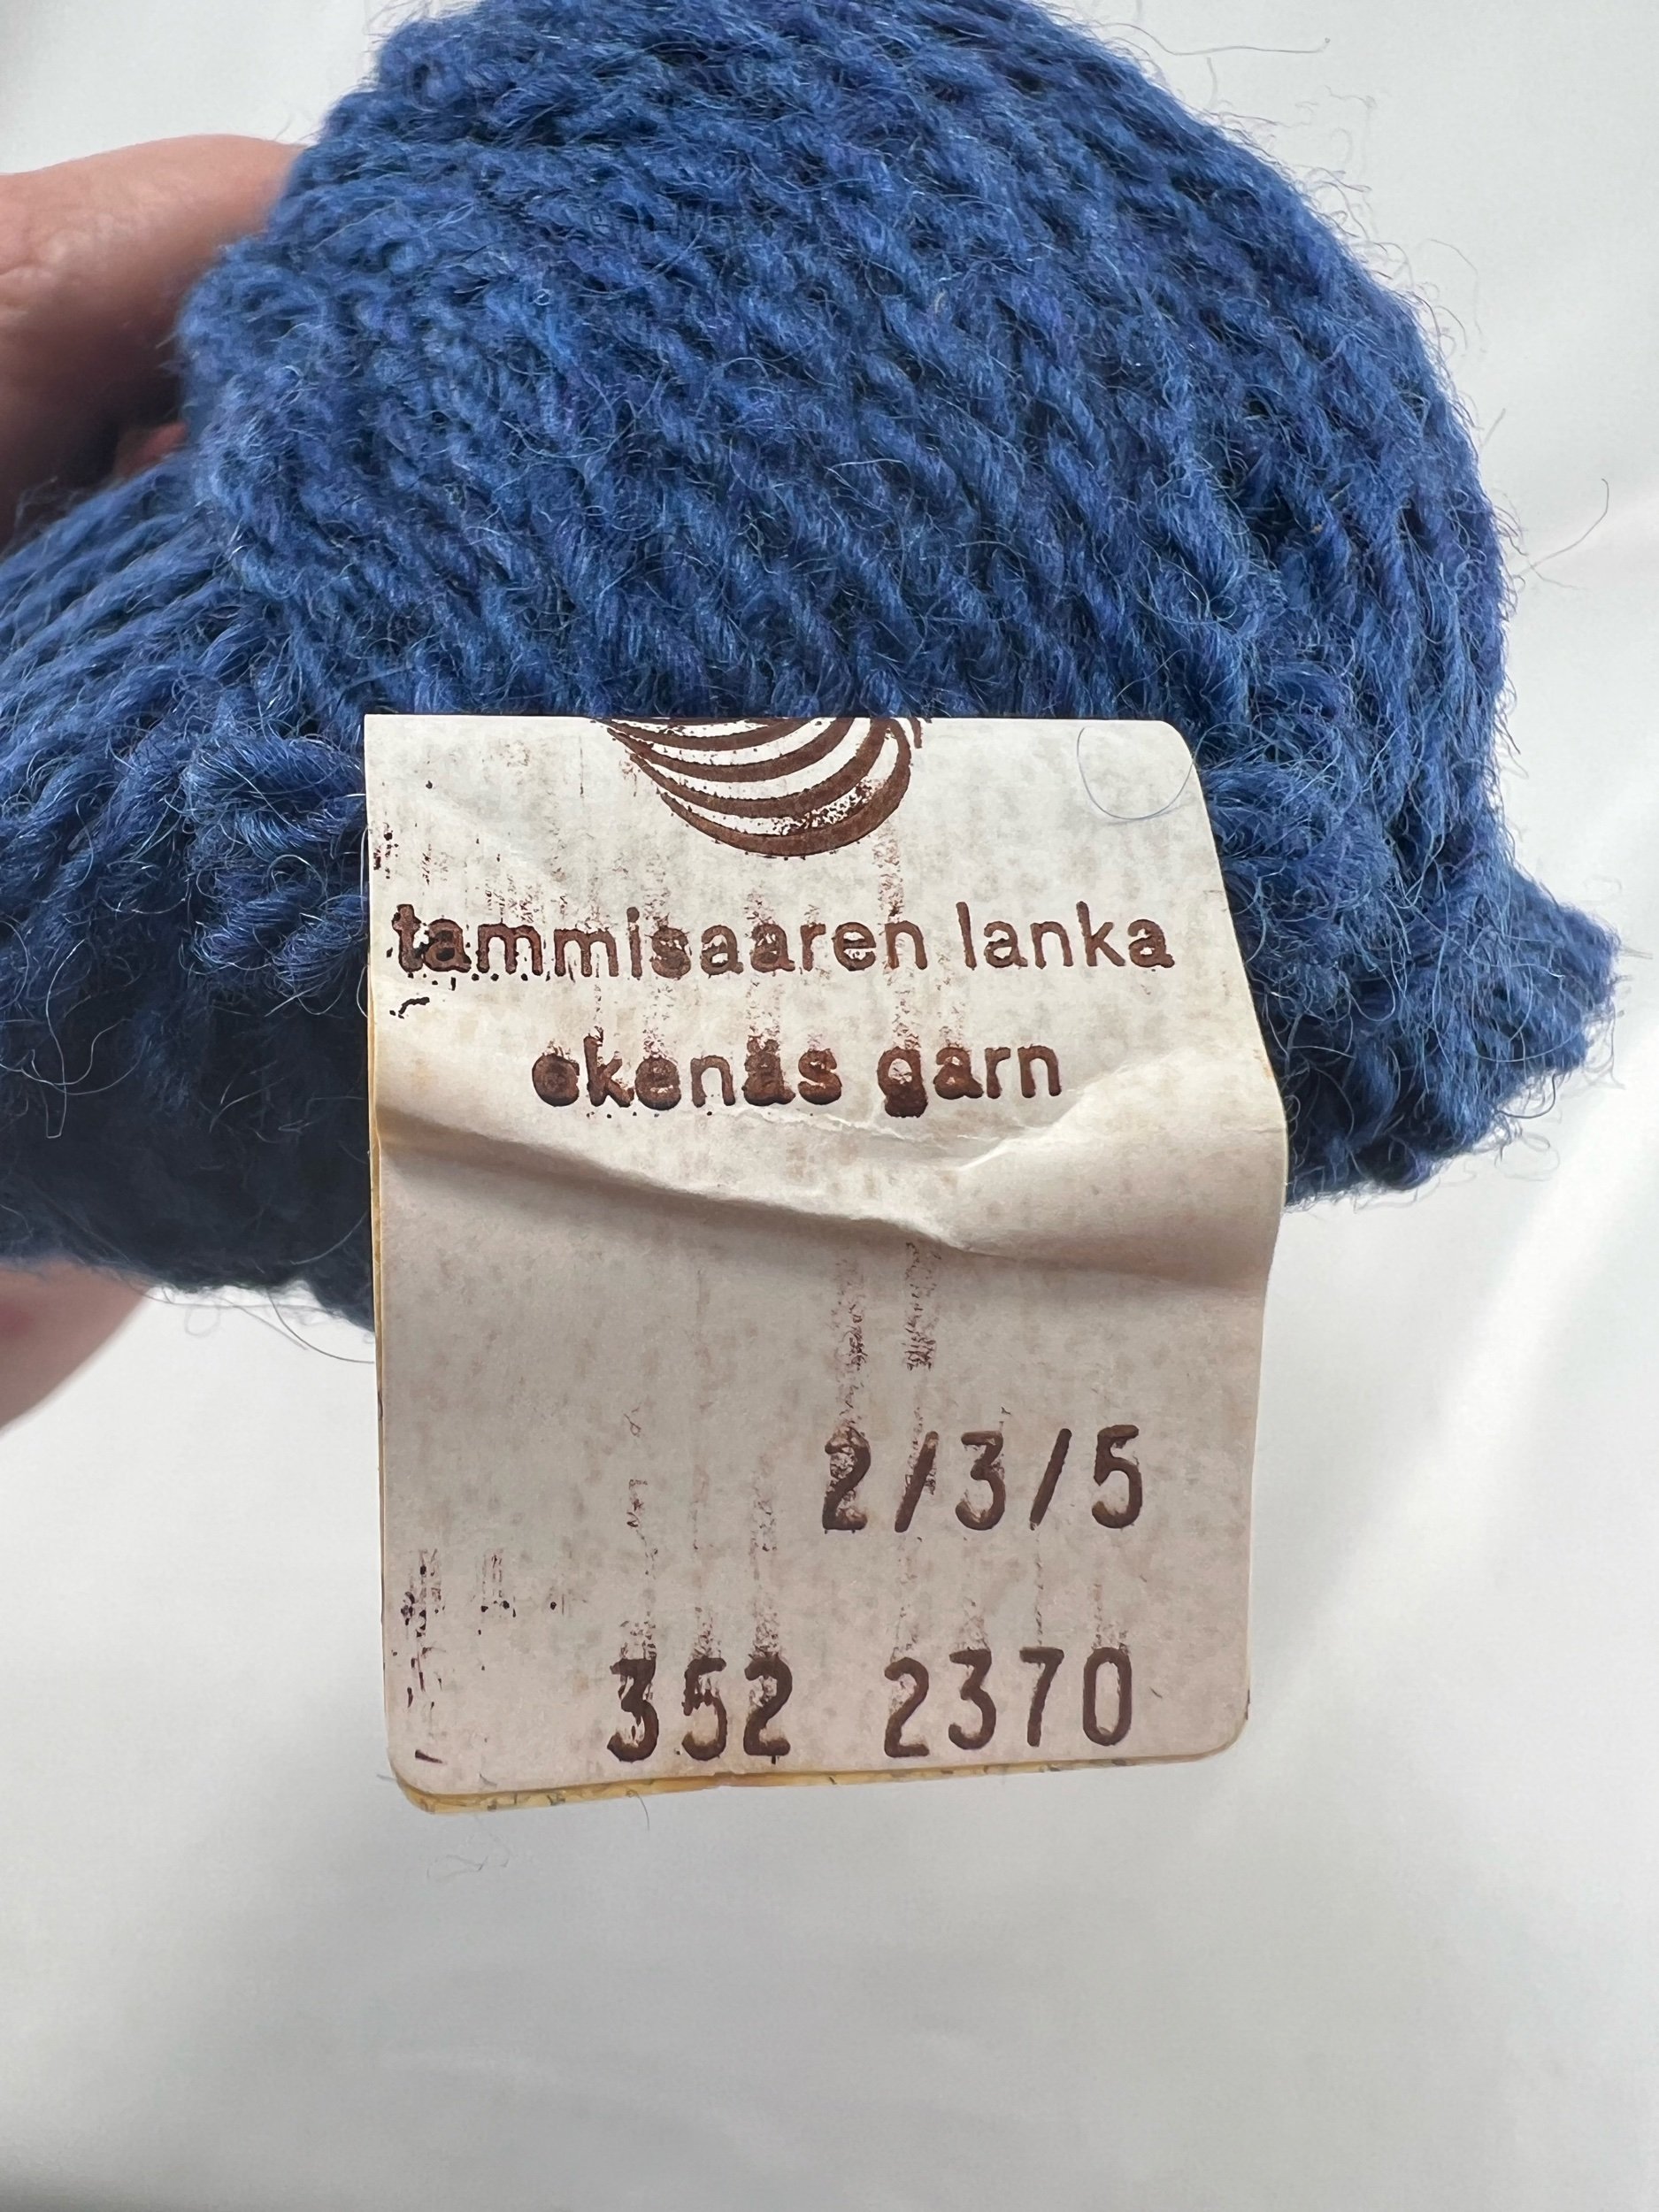 tammisaaren lanka
ekenäs garn
2/3/5
352 2370